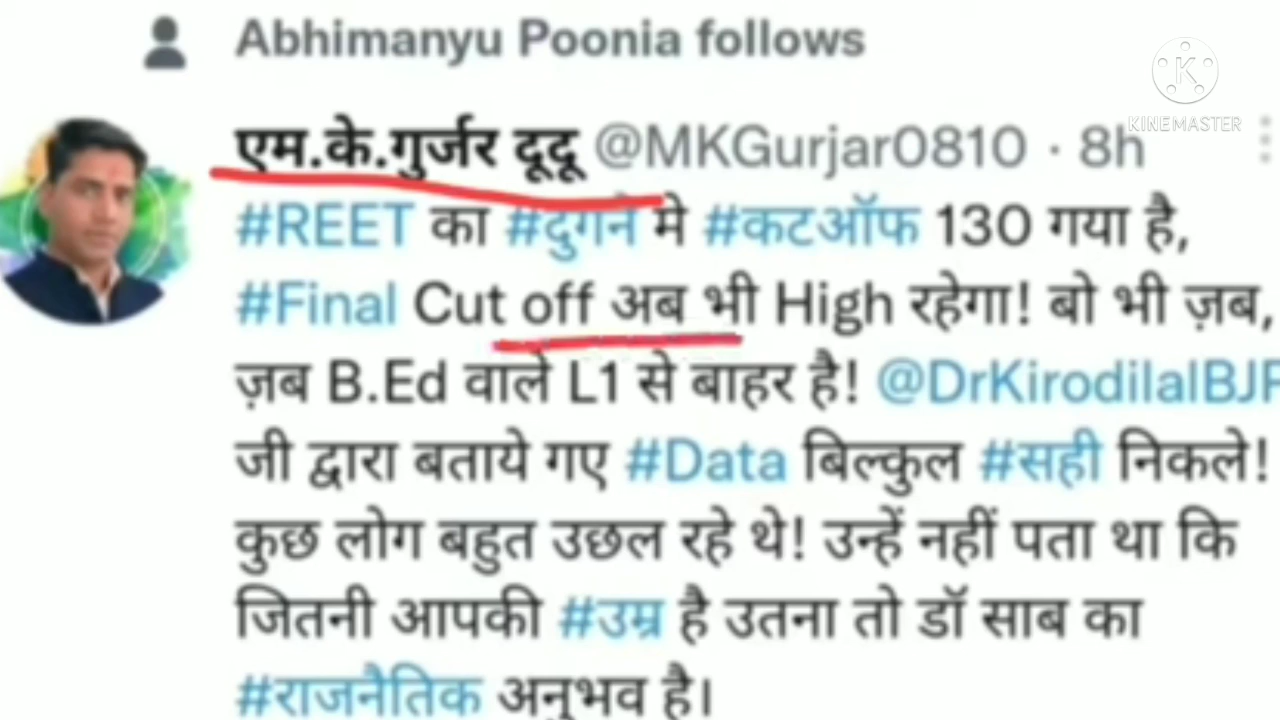 Abhimanyu Poonia follows
KINEMASTER
एम.के.गुर्जर दूदू @MKGurjar0810 · 8h
#REET का #दुगने मे #कटऑफ 130 गया है,
#Final Cut off अब भी High रहेगा! बो भी ज़ब,
ज़ब B.Ed वाले L1 से बाहर है! @DrKirodilalBJP
जी द्वारा बताये गए #Data बिल्कुल #सही निकले!
कुछ लोग बहुत उछल रहे थे! उन्हें नहीं पता था कि
जितनी आपकी #उम्र है उतना तो डॉ साब का
#राजनैतिक अनुभव है।